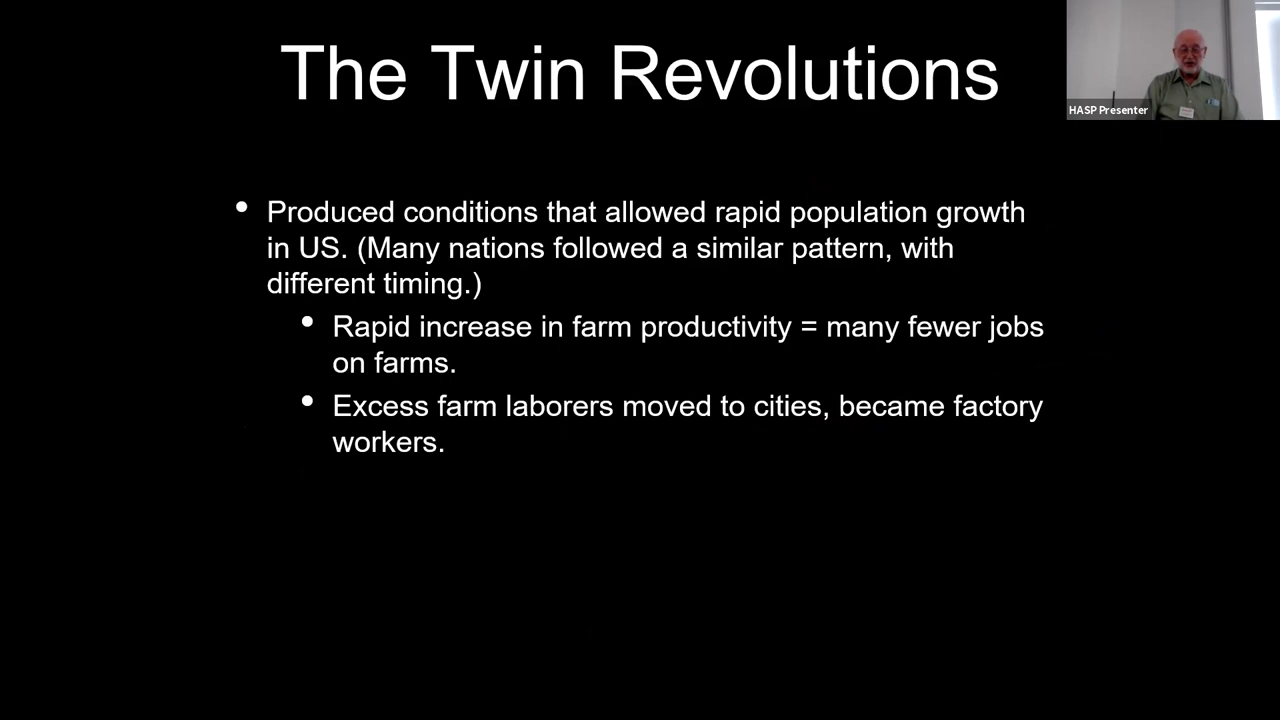 The Twin Revolutions
HASP Presenter
• Produced conditions that allowed rapid population growth
in US. (Many nations followed a similar pattern, with
different timing.)
• Rapid increase in farm productivity = many fewer jobs
on farms.
• Excess farm laborers moved to cities, became factory
workers.